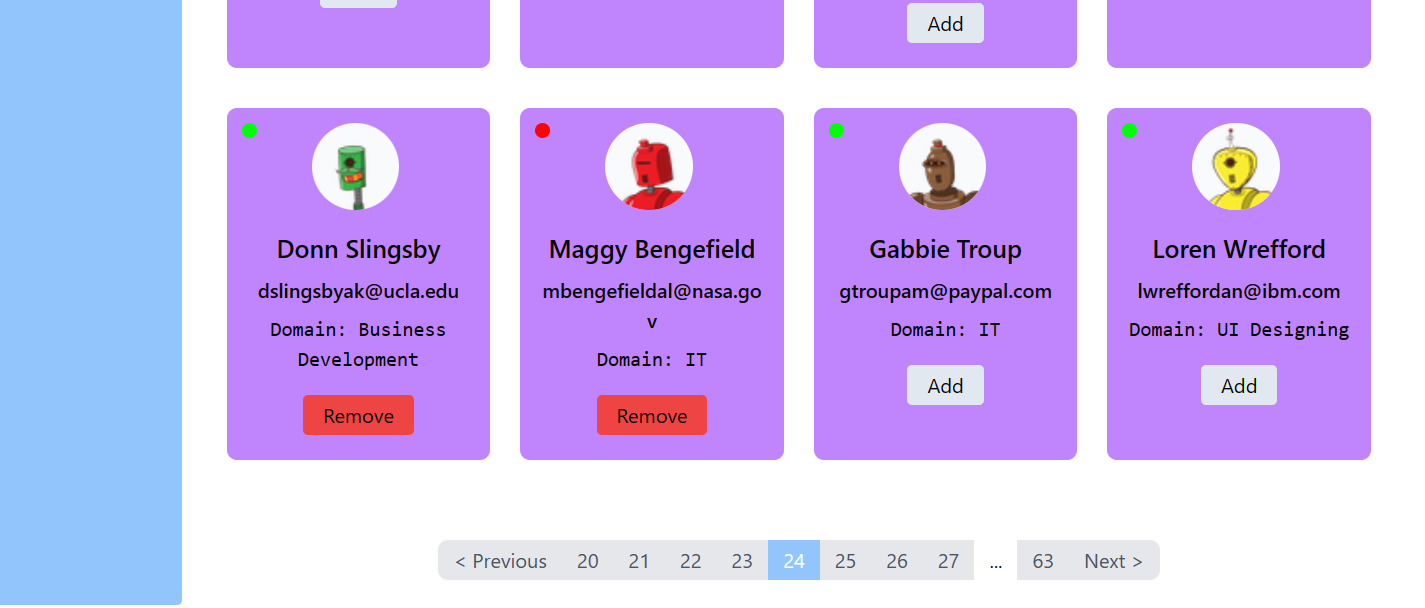 Add
Donn Slingsby
dslingsbyak@ucla.edu
Domain: Business
Development
Remove
Maggy Bengefield
mbengefieldal@nasa.go
v
Domain: IT
Remove
Gabbie Troup
gtroupam@paypal.com
Domain: IT
Add
Loren Wrefford
lwreffordan@ibm.com
Domain: UI Designing
Add
< Previous 20 21 22 23 24 25 26 27 ... 63 Next >